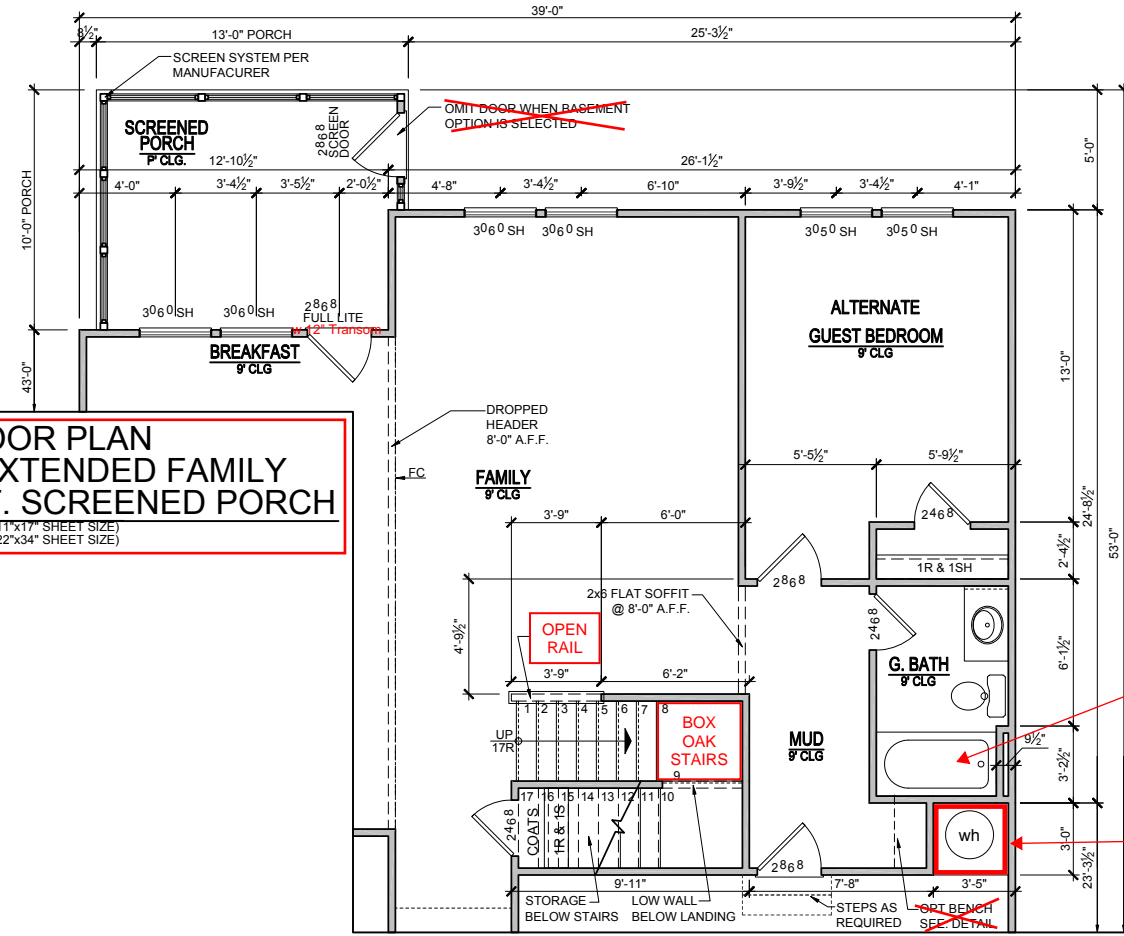 39'-0"
8½"
13'-0" PORCH
25'-3½"
SCREEN SYSTEM PER
MANUFACURER
OMIT DOOR WHEN BASEMENT
OPTION IS SELECTED
SCREENED
PORCH
P' CLG.
2868
SCREEN
DOOR
12'-10½"
26'-1½"
5'-0"
4'-0"
3'-4½"
3'-5½"
2'-0½"
4'-8"
3'-4½"
6'-10"
3'-9½"
3'-4½"
4'-1"
10'-0" PORCH
3060 SH
3060 SH
3050 SH
3050 SH
3060 SH
3060 SH
2868
FULL LITE
w 12" Transom
BREAKFAST
9' CLG
ALTERNATE
GUEST BEDROOM
9' CLG
43'-0"
13'-0"
DROPPED
HEADER
8'-0" A.F.F.
OOR PLAN
XTENDED FAMILY
. SCREENED PORCH
11"x17" SHEET SIZE)
22"x34" SHEET SIZE)
FC
FAMILY
9' CLG
5'-5½"
5'-9½"
24'-8½"
53'-0"
3'-9"
6'-0"
2468
1R & 1SH
2'-4½"
2868
2x6 FLAT SOFFIT
@ 8'-0" A.F.F.
4'-9½"
OPEN
RAIL
2468
6'-1½"
G. BATH
9' CLG
3'-9"
6'-2"
1 2 3 4 5 6 7 8
UP
17R
BOX
OAK
STAIRS
9
MUD
9' CLG
9½"
3'-2½"
17 16 15 14 13 12 11 10
2468
COATS
1R & 1S
wh
3'-0"
2868
9'-11"
7'-8"
3'-5"
23'-3½"
STORAGE
BELOW STAIRS
LOW WALL
BELOW LANDING
STEPS AS
REQUIRED
OPT BENCH
SEE DETAIL